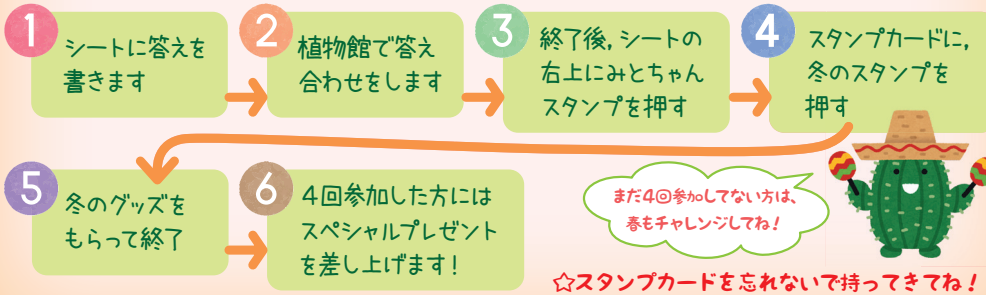 1
シートに答えを
書きます
2
植物館で答え
合わせをします
3
終了後,シートの
右上にみとちゃん
スタンプを押す
4
スタンプカードに,
冬のスタンプを
押す
5
冬のグッズを
もらって終了
6
4回参加した方には
スペシャルプレゼント
を差し上げます!
まだ4回参加してない方は、
春もチャレンジしてね!
☆スタンプカードを忘れないで持ってきてね!